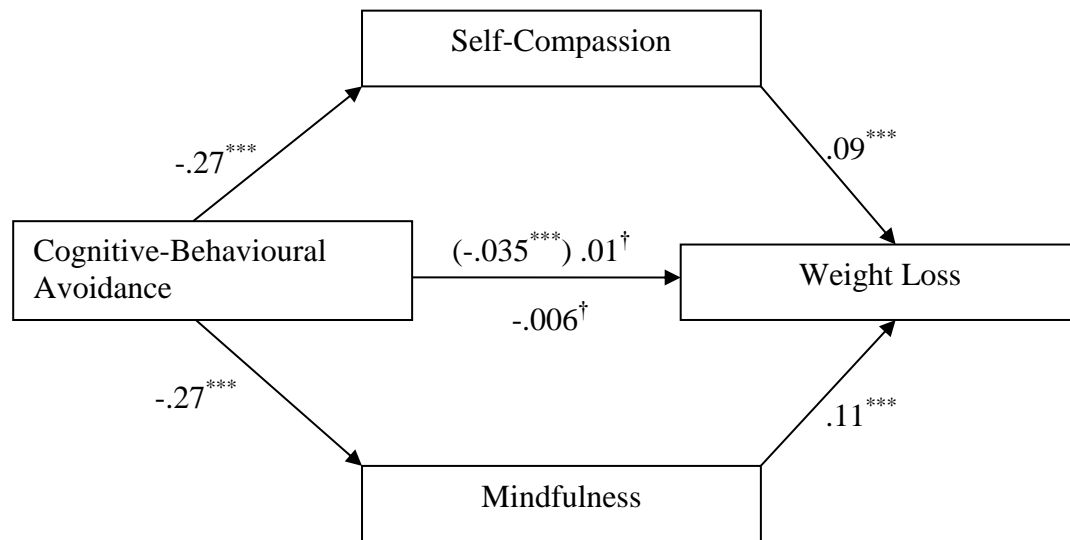 Self-Compassion
-.27***
.09***
Cognitive-Behavioural
Avoidance
(-.035***) .01†
-.006†
Weight Loss
-.27***
.11***
Mindfulness